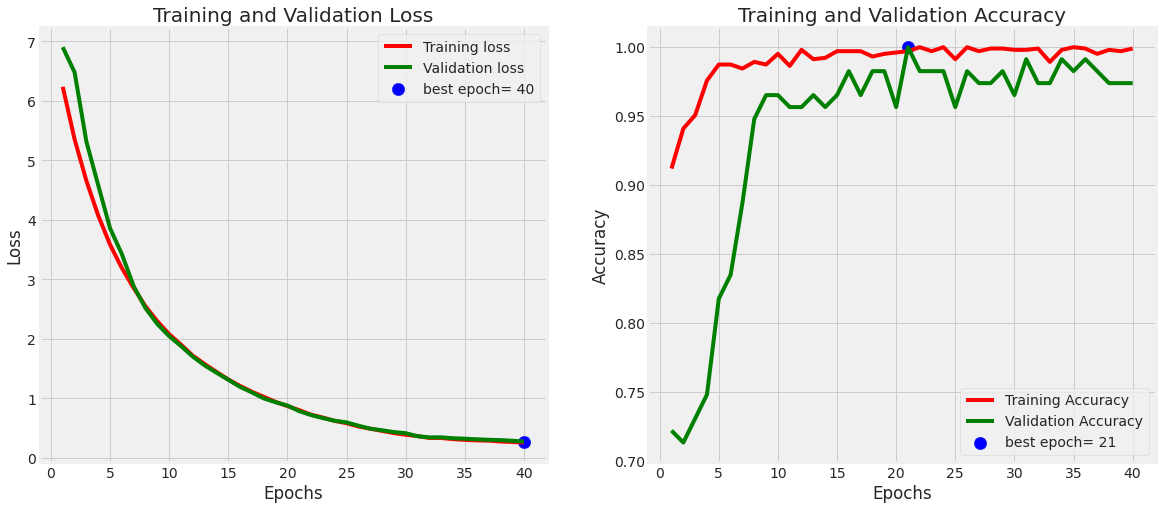 Training and Validation Loss
7
6
5
4
3
2
1
0
Loss
Training loss
Validation loss
best epoch= 40
0 5 10 15 20 25 30 35 40
Epochs
Training and Validation Accuracy
1.00
0.95
0.90
0.85
0.80
0.75
0.70
Accuracy
Training Accuracy
Validation Accuracy
best epoch= 21
0 5 10 15 20 25 30 35 40
Epochs